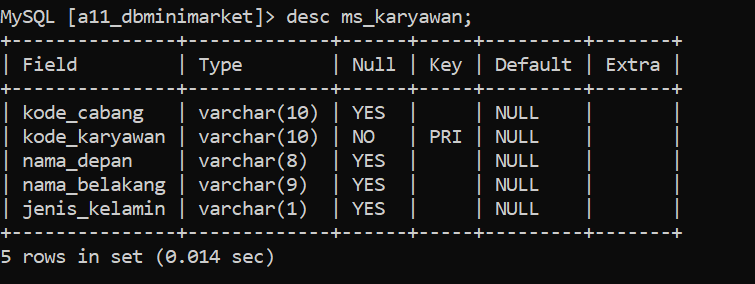 MySQL [a11_dbminimarket]> desc ms_karyawan;
+---------------+-------------+------+-----+---------+-------+
| Field         | Type        | Null | Key | Default | Extra |
+---------------+-------------+------+-----+---------+-------+
| kode_cabang   | varchar(10) | YES  |     | NULL    |       |
| kode_karyawan | varchar(10) | NO   | PRI | NULL    |       |
| nama_depan    | varchar(8)  | YES  |     | NULL    |       |
| nama_belakang | varchar(9)  | YES  |     | NULL    |       |
| jenis_kelamin | varchar(1)  | YES  |     | NULL    |       |
+---------------+-------------+------+-----+---------+-------+
5 rows in set (0.014 sec)